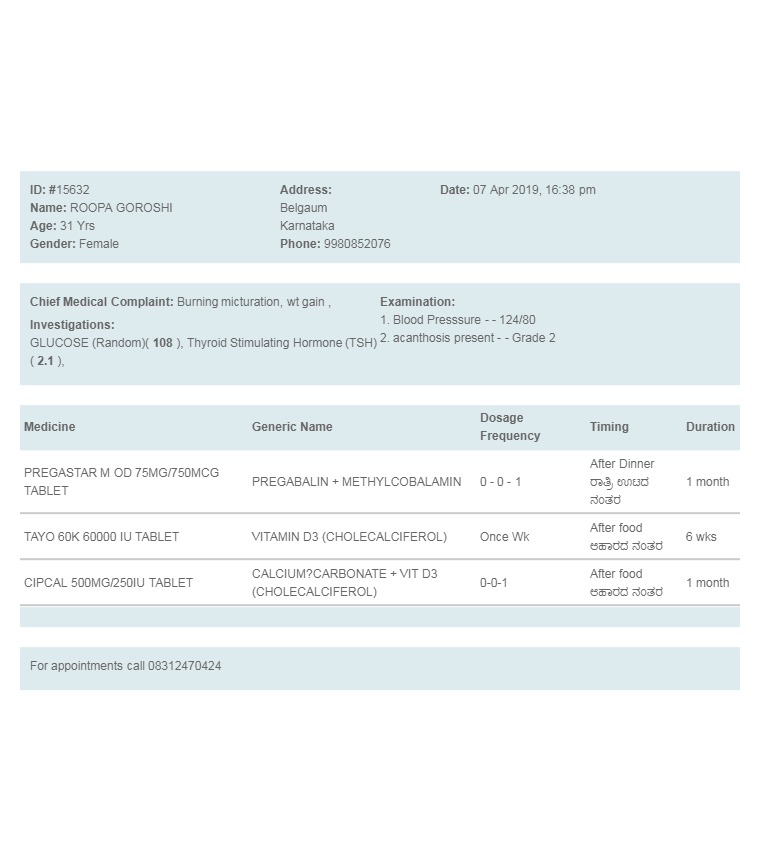 ID: #15632
Name: ROOPA GOROSHI
Age: 31 Yrs
Gender: Female
Address:
Belgaum
Karnataka
Phone: 9980852076
Date: 07 Apr 2019, 16:38 pm
Chief Medical Complaint: Burning micturation, wt gain ,
Investigations:
GLUCOSE (Random)( 108 ), Thyroid Stimulating Hormone (TSH)
( 2.1 ),
Examination:
1. Blood Presssure - - 124/80
2. acanthosis present - - Grade 2
Medicine Generic Name Dosage Frequency Timing Duration
PREGASTAR M OD 75MG/750MCG
TABLET
PREGABALIN + METHYLCOBALAMIN
0 - 0 - 1
After Dinner
ರಾತ್ರಿ ಊಟದ
ನಂತರ
1 month
TAYO 60K 60000 IU TABLET
VITAMIN D3 (CHOLECALCIFEROL)
Once Wk
After food
ಆಹಾರದ ನಂತರ
6 wks
CIPCAL 500MG/250IU TABLET
CALCIUM?CARBONATE + VIT D3
(CHOLECALCIFEROL)
0-0-1
After food
ಆಹಾರದ ನಂತರ
1 month
For appointments call 08312470424